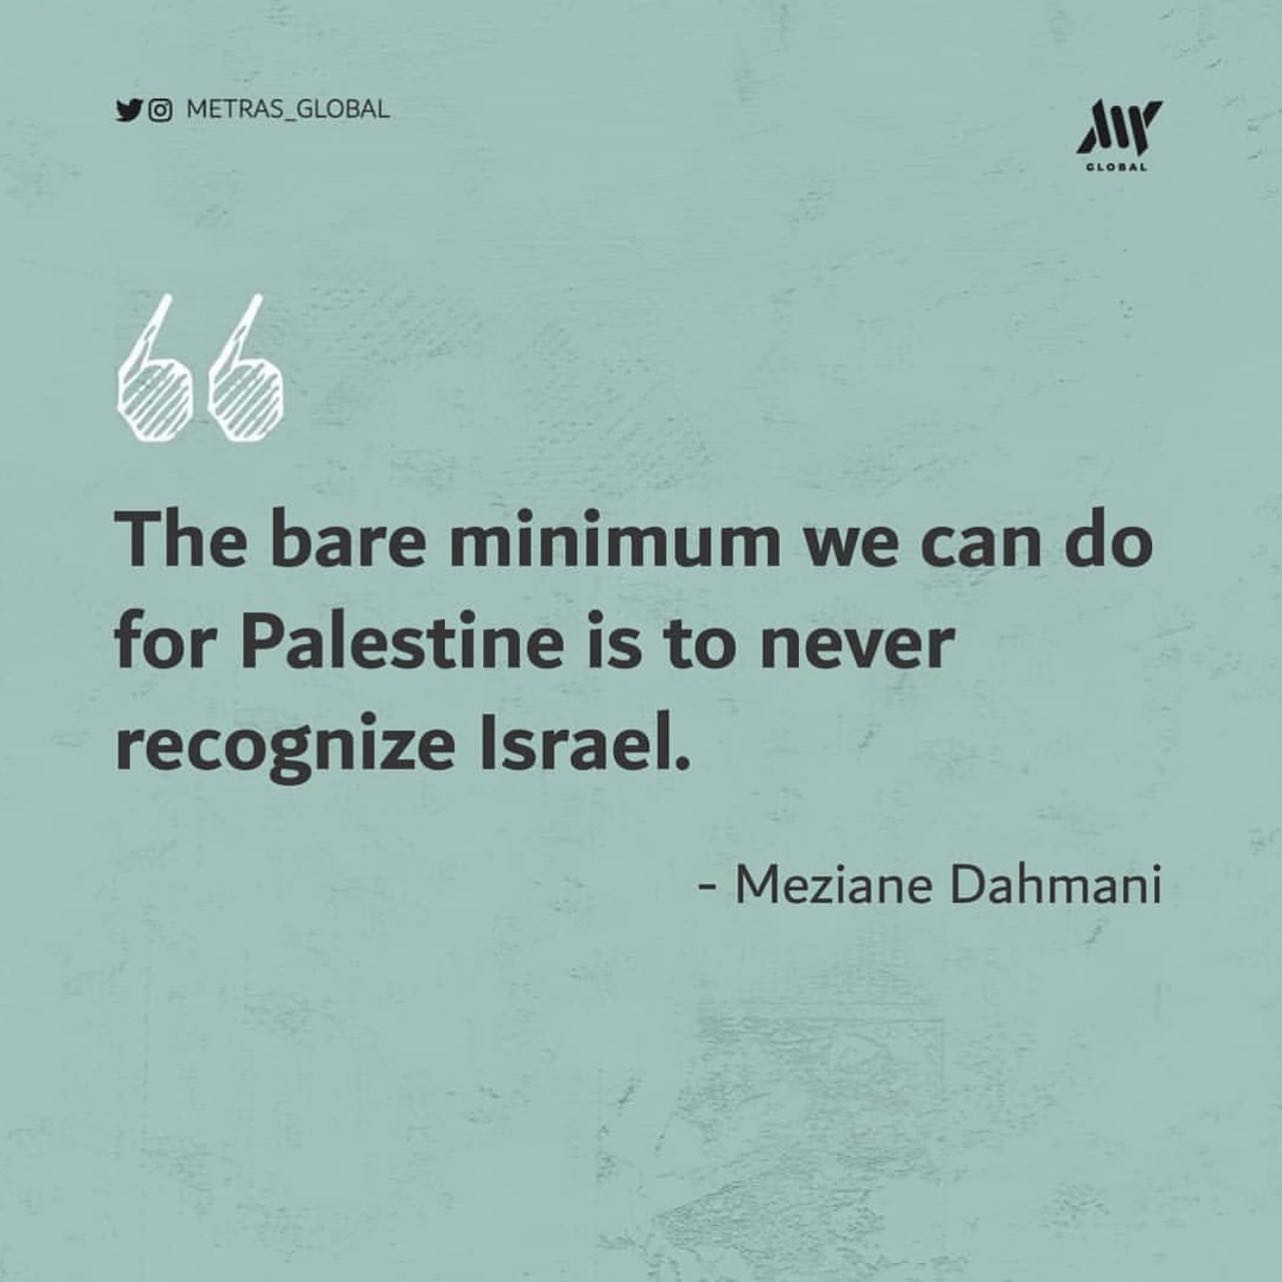 METRAS_GLOBAL
GLOBAL
The bare minimum we can do
for Palestine is to never
recognize Israel.
- Meziane Dahmani